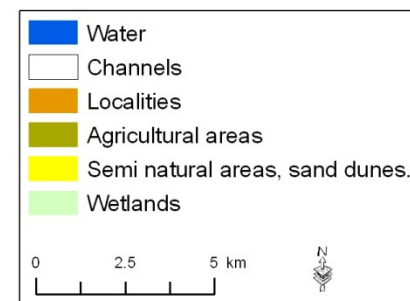 Water
Channels
Localities
Agricultural areas
Semi natural areas, sand dunes.
Wetlands
0 2.5 5 km
N